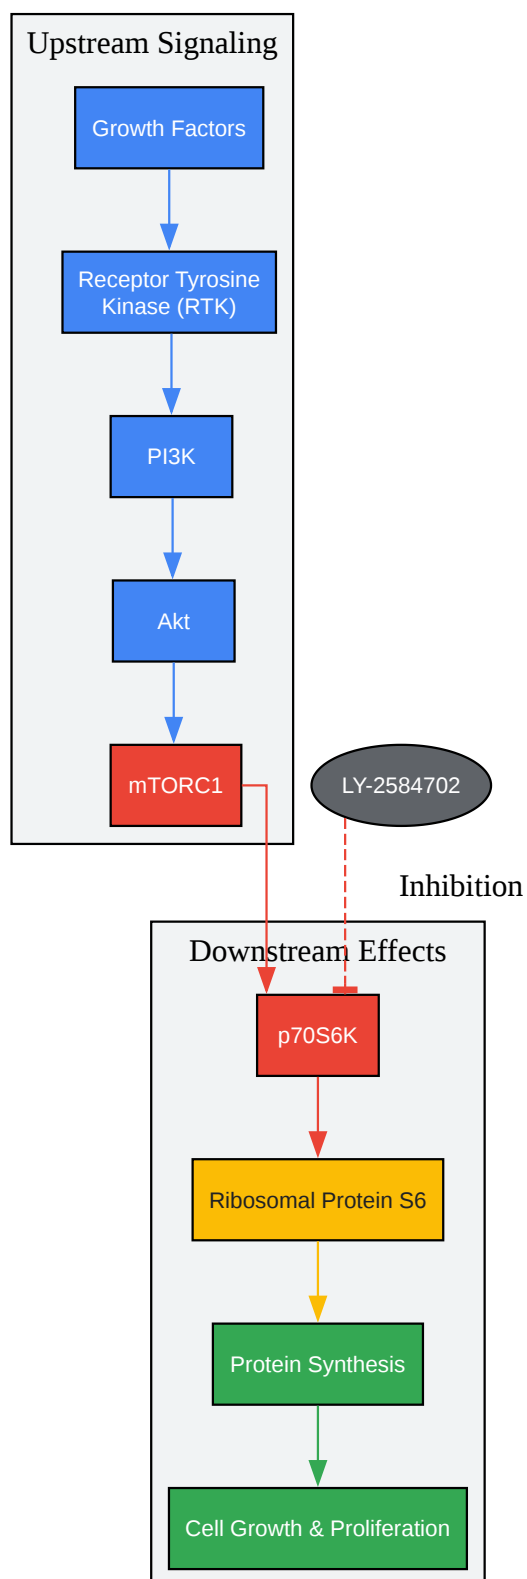 Upstream Signaling
Growth Factors
Receptor Tyrosine
Kinase (RTK)
PI3K
Akt
mTORC1
LY-2584702
Inhibition
Downstream Effects
p70S6K
Ribosomal Protein S6
Protein Synthesis
Cell Growth & Proliferation